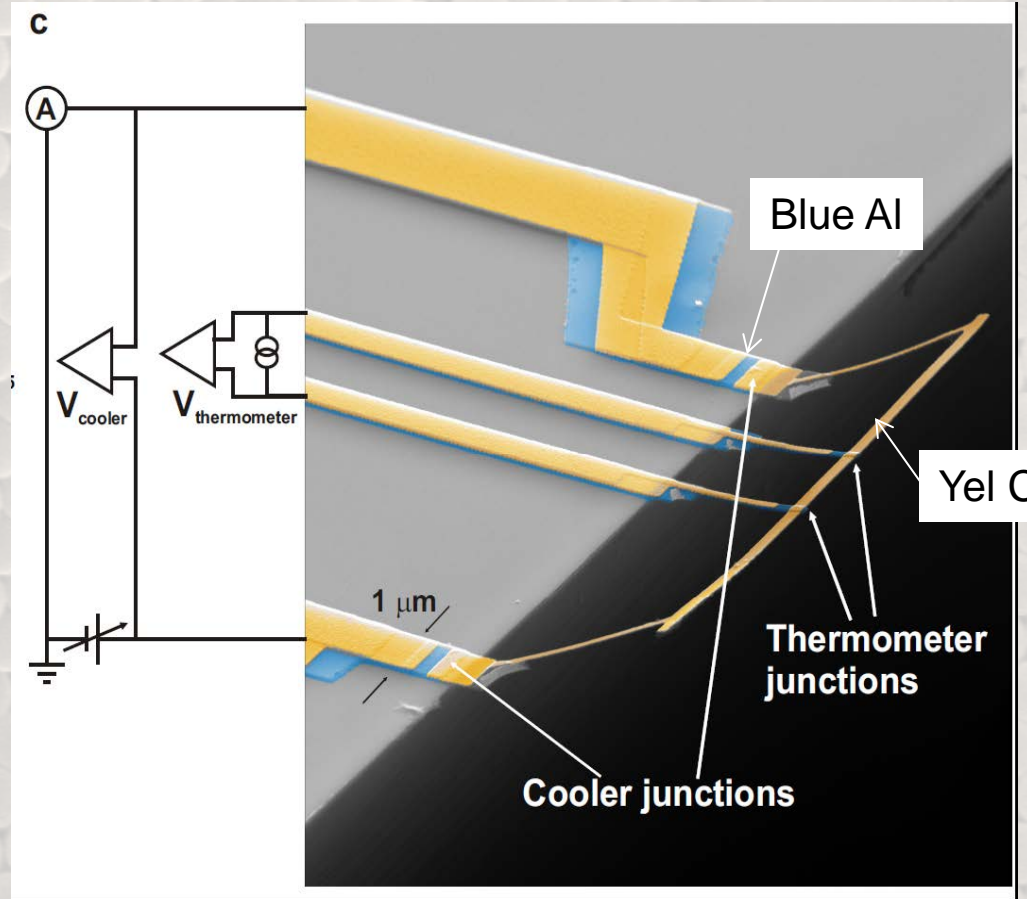 c
A
Blue Al
V cooler
V thermometer
Yel C
1 μm
Thermometer
junctions
Cooler junctions